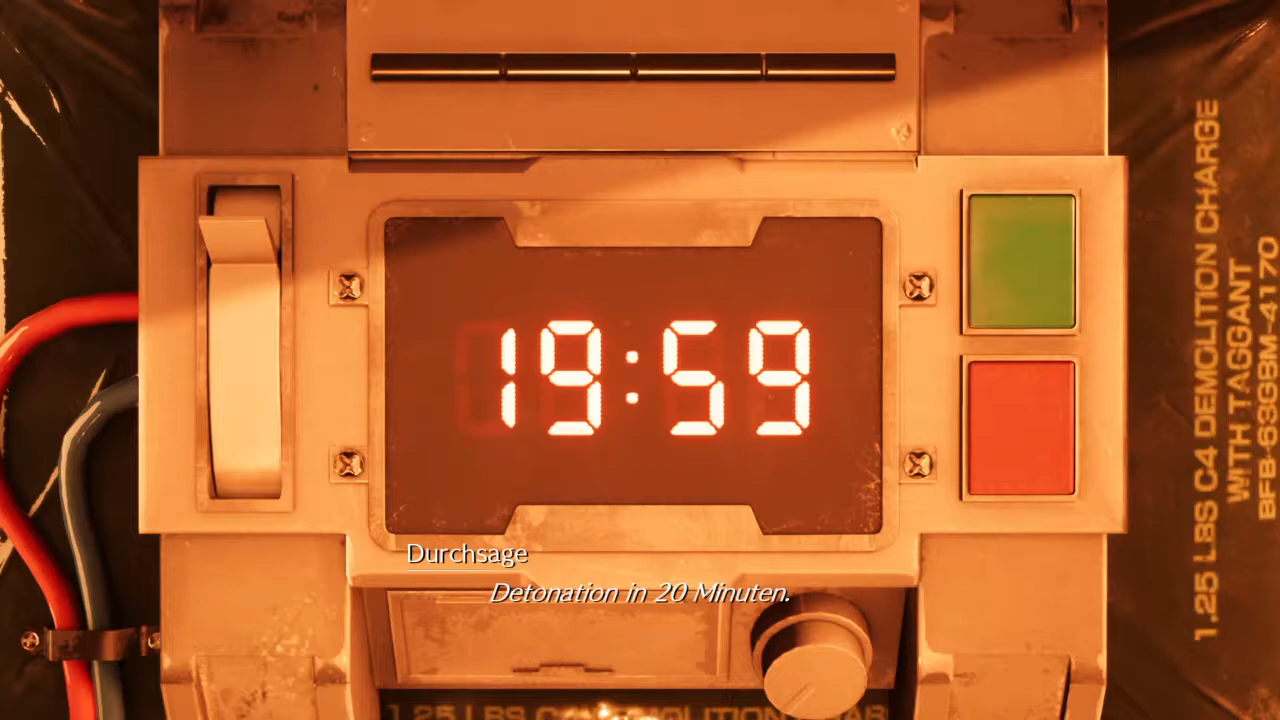 19:59
Durchsage
Detonation in 20 Minuten.
1.25 LBS C4 DEMOLITION CHARGE
WITH TAGGANT
BFB-63GBM-4170